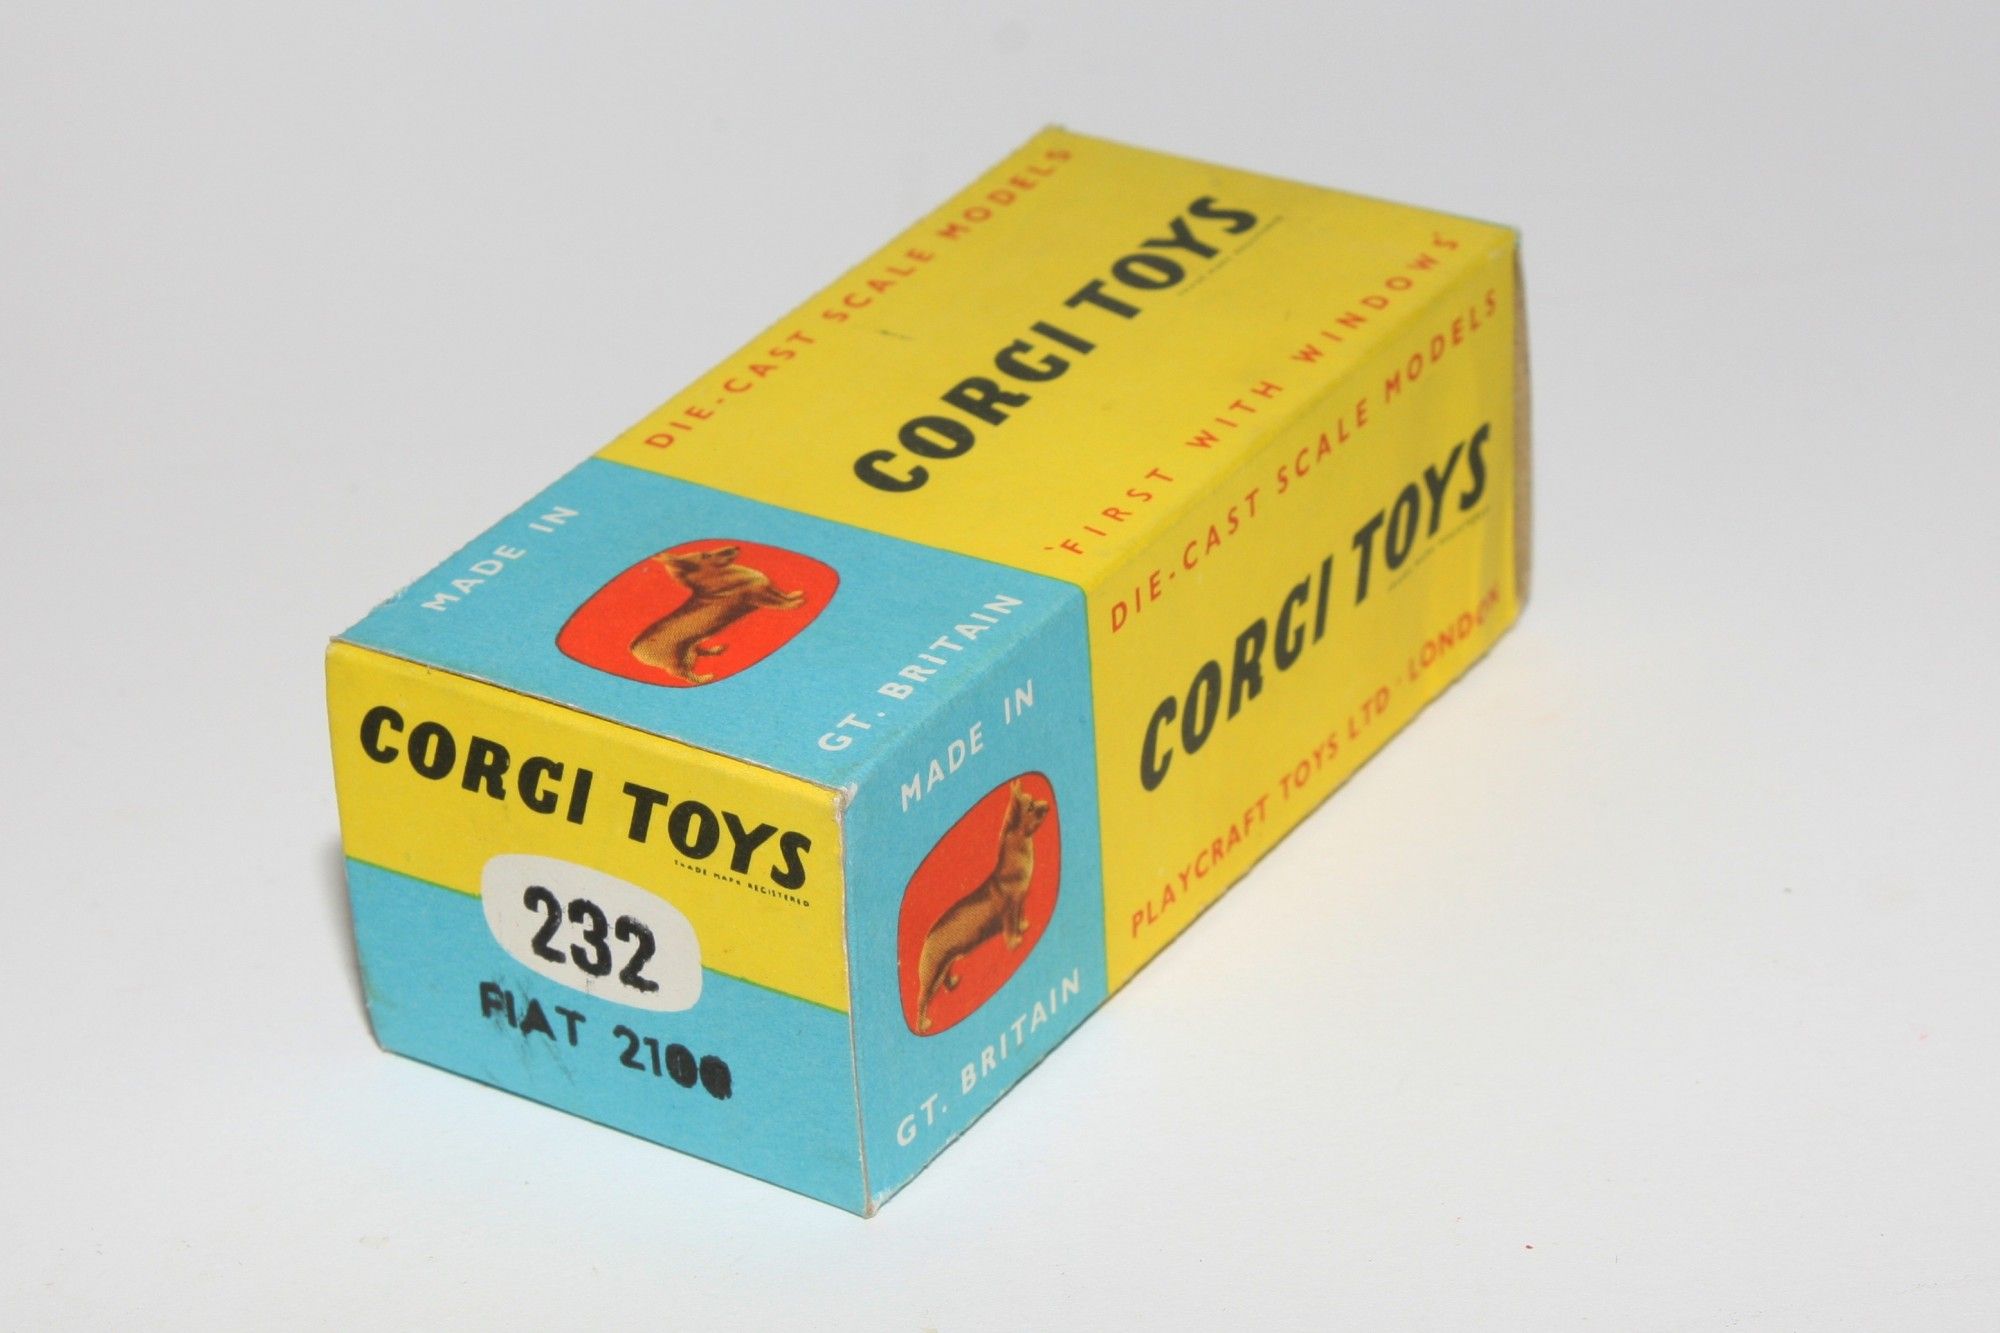 DIE-CAST SCALE MODELS
CORGI TOYS
'FIRST WITH WINDOWS'
MADE IN
GT. BRITAIN
DIE-CAST SCALE MODELS
CORGI TOYS
PLAYCRAFT TOYS LTD · LONDON
MADE IN
GT. BRITAIN
CORGI TOYS
TRADE MARK REGISTERED
232
FIAT 2100